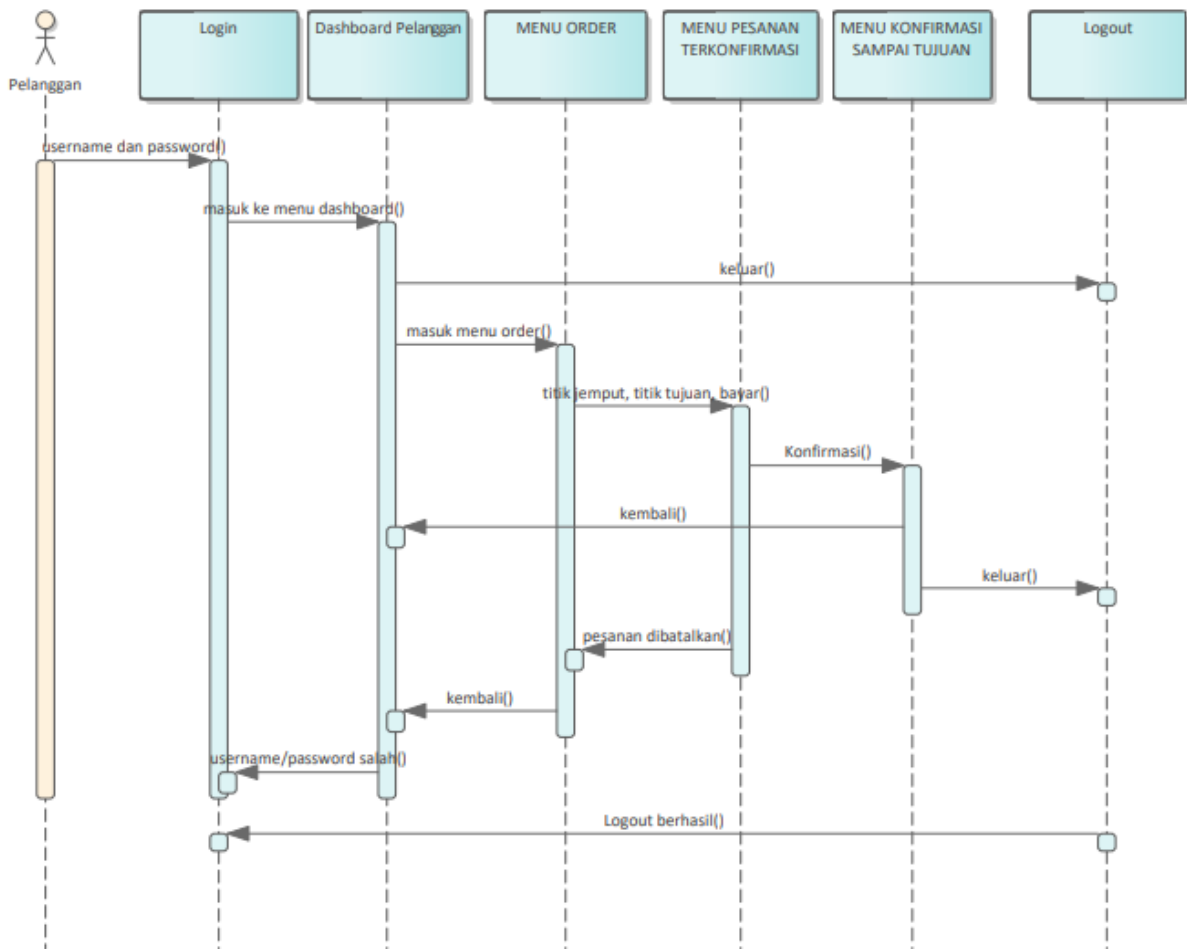 Login
Dashboard Pelanggan
MENU ORDER
MENU PESANAN
TERKONFIRMASI
MENU KONFIRMASI
SAMPAI TUJUAN
Logout
Pelanggan
username dan password()
masuk ke menu dashboard()
keluar()
masuk menu order()
titik jemput, titik tujuan, bayar()
Konfirmasi()
kembali()
keluar()
pesanan dibatalkan()
kembali()
username/password salah()
Logout berhasil()